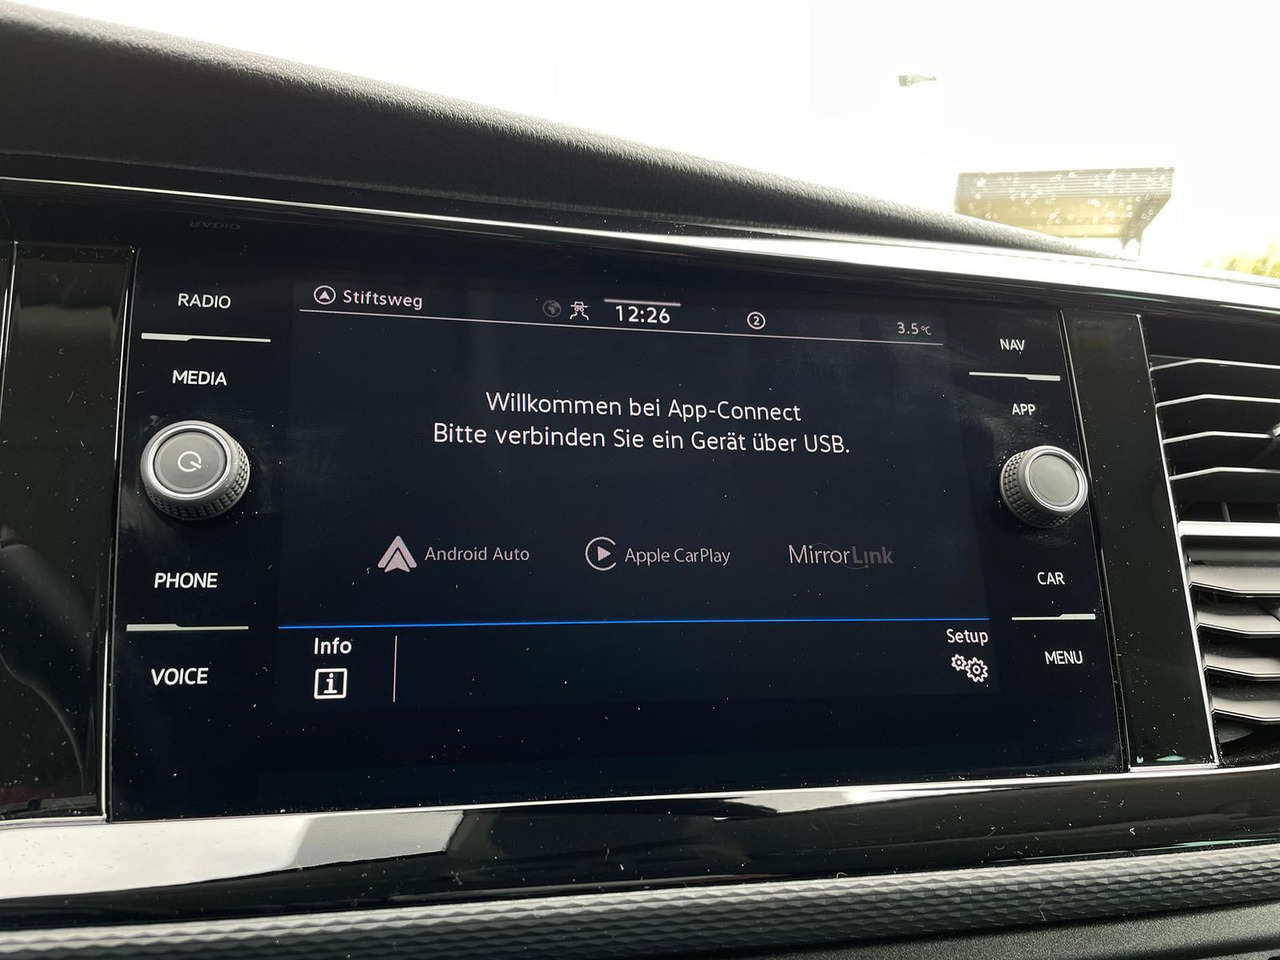 RADIO
MEDIA
PHONE
VOICE
Stiftsweg 12:26 2 3.5°C
Willkommen bei App-Connect
Bitte verbinden Sie ein Gerät über USB.
Android Auto Apple CarPlay MirrorLink
Info Setup
i
NAV
APP
CAR
MENU